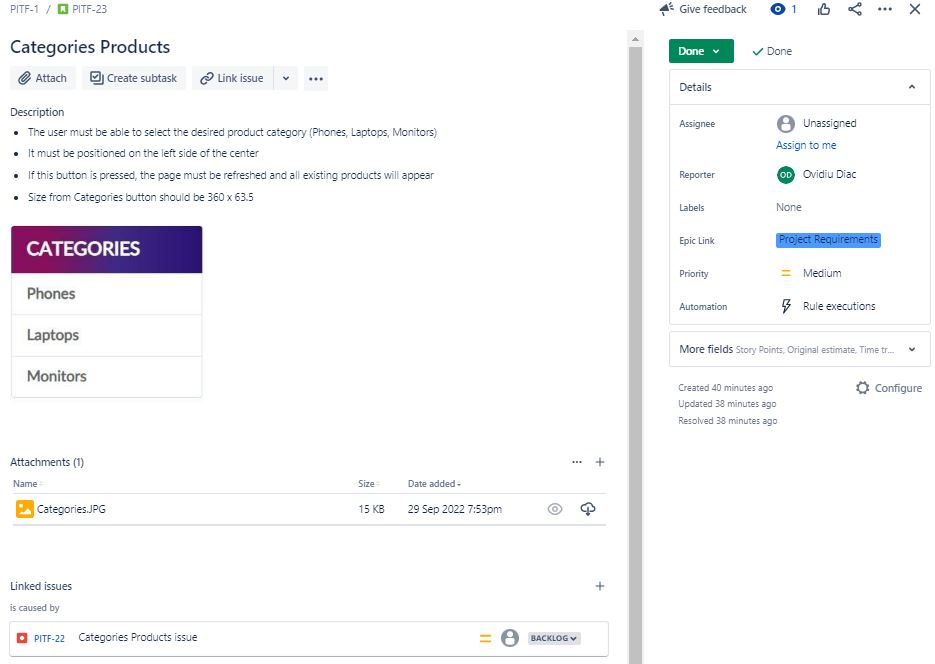 PITF-1 / PITF-23
Give feedback
1
Categories Products
Attach
Create subtask
Link issue
Description
The user must be able to select the desired product category (Phones, Laptops, Monitors)
It must be positioned on the left side of the center
If this button is pressed, the page must be refreshed and all existing products will appear
Size from Categories button should be 360 x 63.5
CATEGORIES
Phones
Laptops
Monitors
Attachments (1)
Name Size Date added
Categories.JPG 15 KB 29 Sep 2022 7:53pm
Linked issues
is caused by
PITF-22 Categories Products issue BACKLOG
Done Done
Details
Assignee Unassigned
Assign to me
Reporter OD Ovidiu Diac
Labels None
Epic Link Project Requirements
Priority Medium
Automation Rule executions
More fields Story Points, Original estimate, Time tr...
Created 40 minutes ago
Configure
Updated 38 minutes ago
Resolved 38 minutes ago